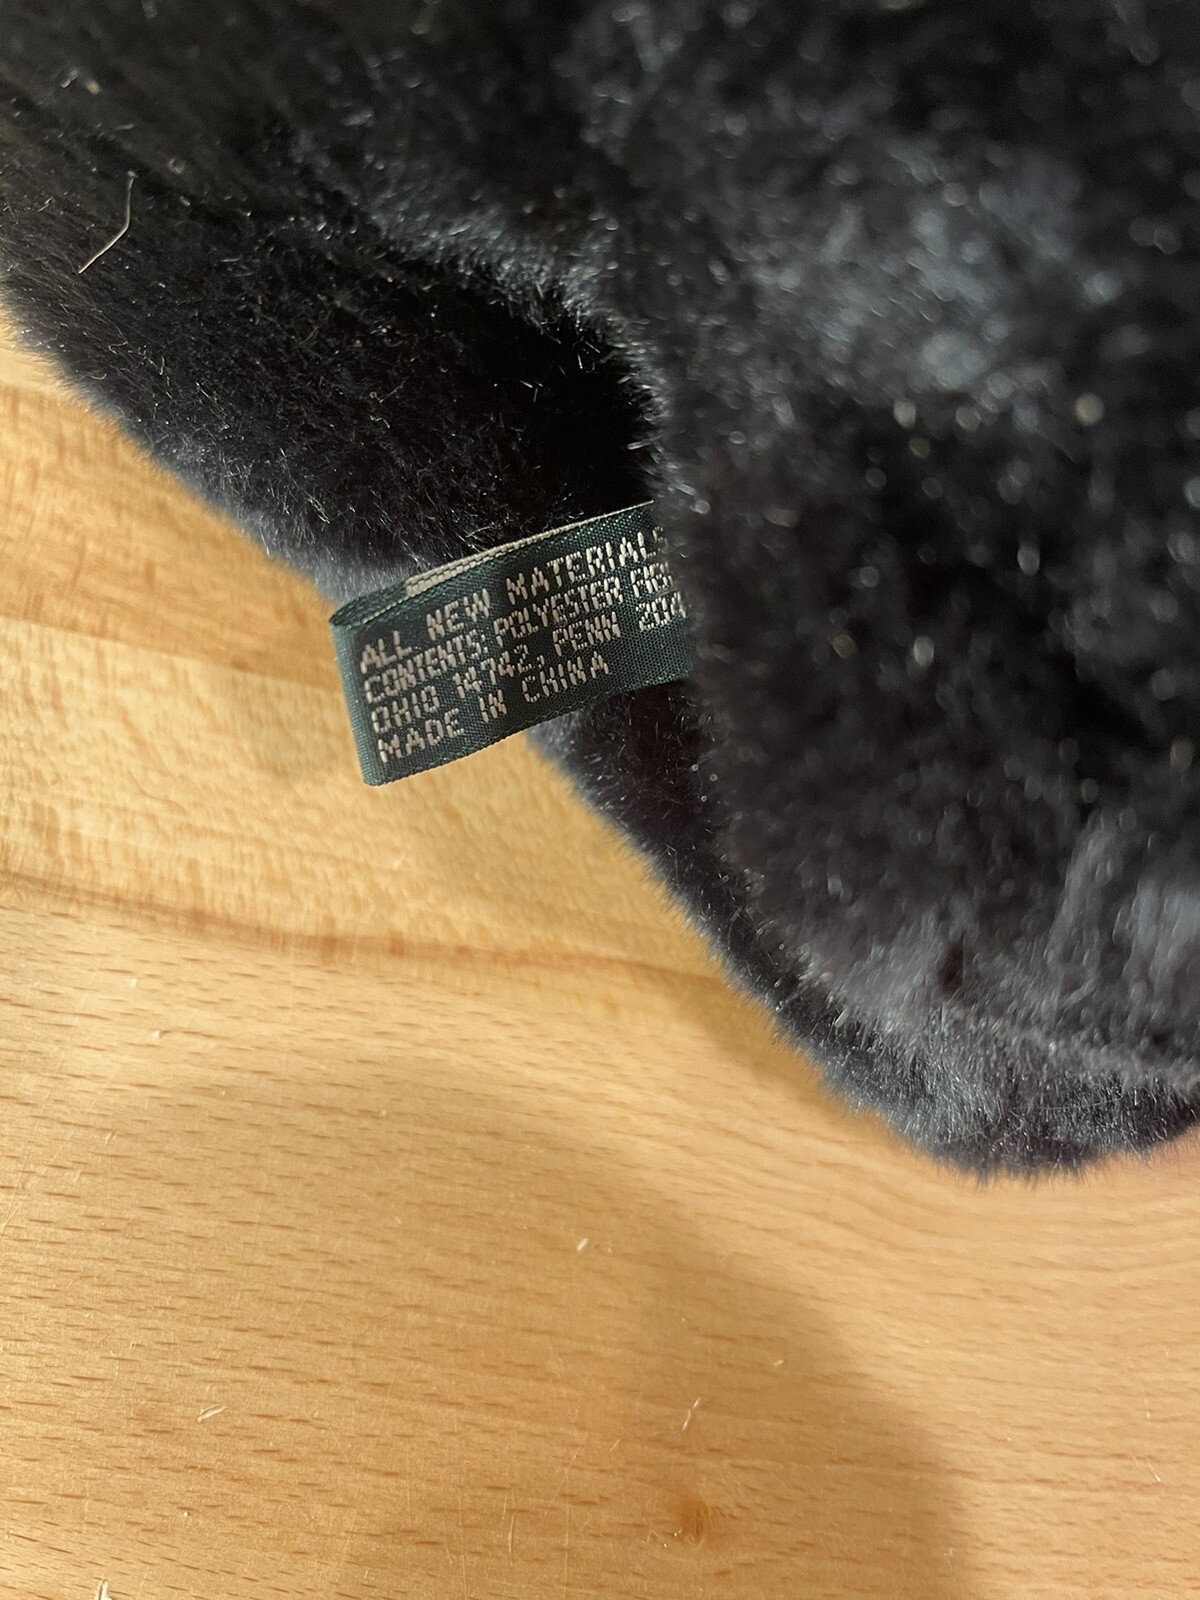 ALL NEW MATERIALS
CONTENTS: POLYESTER
OHIO 14742, PENN
MADE IN CHINA